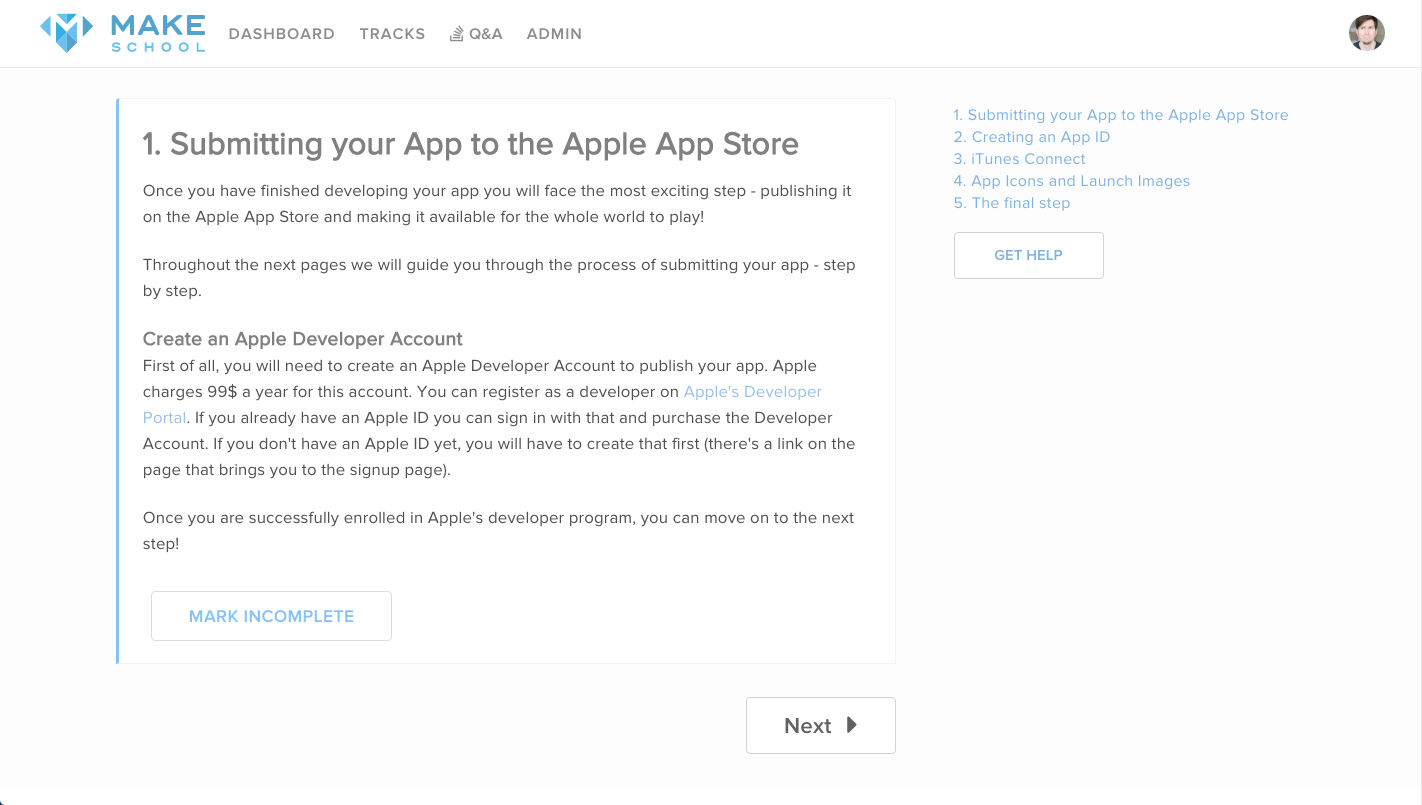 MAKE
SCHOOL
DASHBOARD
TRACKS
Q&A
ADMIN
1. Submitting your App to the Apple App Store
Once you have finished developing your app you will face the most exciting step - publishing it
on the Apple App Store and making it available for the whole world to play!
Throughout the next pages we will guide you through the process of submitting your app - step
by step.
Create an Apple Developer Account
First of all, you will need to create an Apple Developer Account to publish your app. Apple
charges 99$ a year for this account. You can register as a developer on Apple's Developer
Portal. If you already have an Apple ID you can sign in with that and purchase the Developer
Account. If you don't have an Apple ID yet, you will have to create that first (there's a link on the
page that brings you to the signup page).
Once you are successfully enrolled in Apple's developer program, you can move on to the next
step!
MARK INCOMPLETE
Next
1. Submitting your App to the Apple App Store
2. Creating an App ID
3. iTunes Connect
4. App Icons and Launch Images
5. The final step
GET HELP